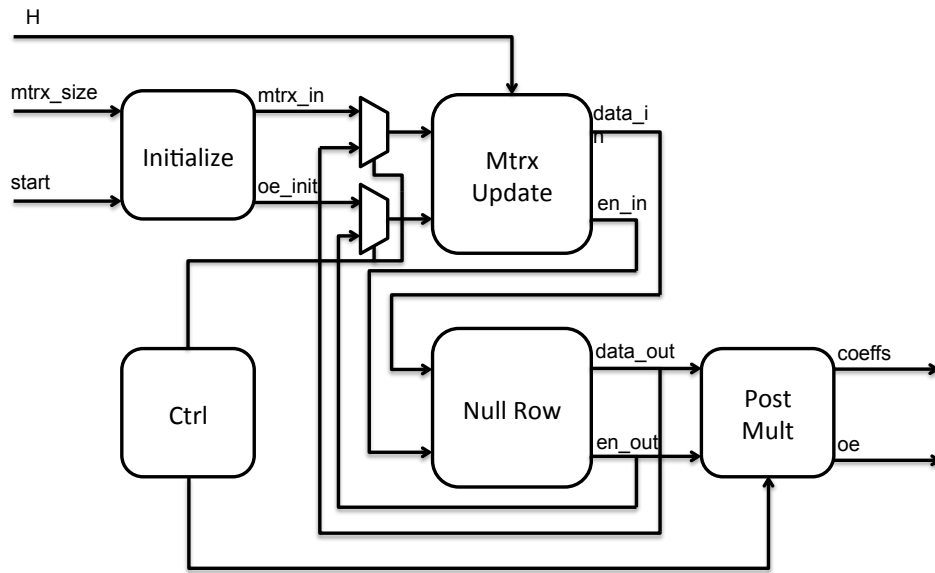 H
mtrx_size
mtrx_in
Initialize
start
oe_init
Mtrx
Update
data_i
n
en_in
Ctrl
Null Row
data_out
en_out
Post
Mult
coeffs
oe